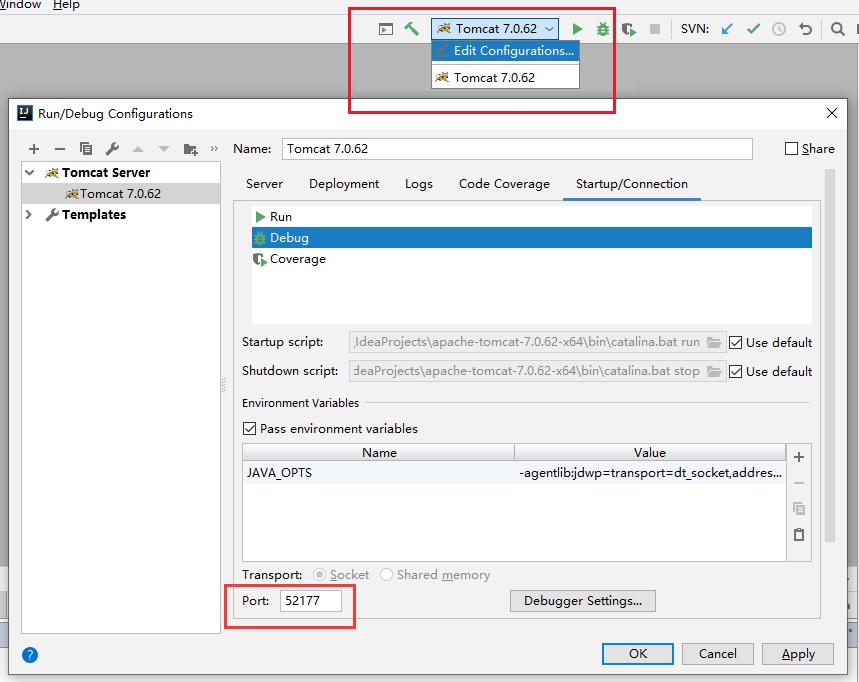 Window Help
Tomcat 7.0.62
SVN:
Edit Configurations...
Tomcat 7.0.62
Run/Debug Configurations
Name: Tomcat 7.0.62
Share
Tomcat Server
Tomcat 7.0.62
Templates
Server Deployment Logs Code Coverage Startup/Connection
Run
Debug
Coverage
Startup script: IdeaProjects\apache-tomcat-7.0.62-x64\bin\catalina.bat run Use default
Shutdown script: deaProjects\apache-tomcat-7.0.62-x64\bin\catalina.bat stop Use default
Environment Variables
Pass environment variables
Name Value
JAVA_OPTS -agentlib:jdwp=transport=dt_socket,addres...
Transport: Socket Shared memory
Port: 52177
Debugger Settings...
?
OK Cancel Apply